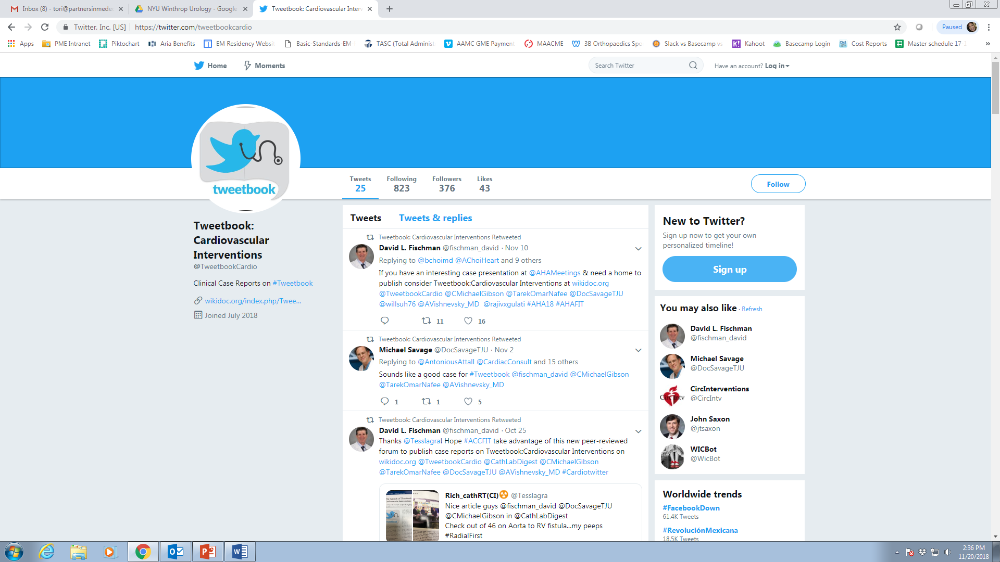 Inbox (8) - tori@partnersinmedec
NYU Winthrop Urology - Google
Tweetbook: Cardiovascular Interv
Twitter, Inc. [US]
https://twitter.com/tweetbookcardio
Paused
Apps
PME Intranet
Piktochart
Aria Benefits
EM Residency Websit
Basic-Standards-EM-
TASC (Total Administ
AAMC GME Payment
MAACME
3B Orthopaedics Spo
Slack vs Basecamp vs
Kahoot
Basecamp Login
Cost Reports
Master schedule 17-1
»
Home
Moments
Search Twitter
Have an account? Log in
tweetbook
Tweets
25
Following
823
Followers
376
Likes
43
Follow
Tweetbook:
Cardiovascular
Interventions
@TweetbookCardio
Clinical Case Reports on #Tweetbook
wikidoc.org/index.php/Twee...
Joined July 2018
Tweets
Tweets & replies
Tweetbook: Cardiovascular Interventions Retweeted
David L. Fischman @fischman_david · Nov 10
Replying to @bchoimd @AChoiHeart and 9 others
If you have an interesting case presentation at @AHAMeetings & need a home to
publish consider Tweetbook:Cardiovascular Interventions at wikidoc.org
@TweetbookCardio @CMichaelGibson @TarekOmarNafee @DocSavageTJU
@willsuh76 @AVishnevsky_MD @rajivxgulati #AHA18 #AHAFIT
11
16
Tweetbook: Cardiovascular Interventions Retweeted
Michael Savage @DocSavageTJU · Nov 2
Replying to @AntoniousAttall @CardiacConsult and 15 others
Sounds like a good case for #Tweetbook @fischman_david @CMichaelGibson
@TarekOmarNafee @AVishnevsky_MD
1
1
5
Tweetbook: Cardiovascular Interventions Retweeted
David L. Fischman @fischman_david · Oct 25
Thanks @Tesslagra! Hope #ACCFIT take advantage of this new peer-reviewed
forum to publish case reports on Tweetbook:Cardiovascular Interventions on
wikidoc.org @TweetbookCardio @CathLabDigest @CMichaelGibson
@TarekOmarNafee @DocSavageTJU @AVishnevsky_MD #Cardiotwitter
Rich_cathRT(CI) @Tesslagra
Nice article guys @fischman_david @DocSavageTJU
@CMichaelGibson in @CathLabDigest
Check out of 46 on Aorta to RV fistula...my peeps
#RadialFirst
New to Twitter?
Sign up now to get your own
personalized timeline!
Sign up
You may also like · Refresh
David L. Fischman
@fischman_david
Michael Savage
@DocSavageTJU
CircInterventions
@CircIntv
John Saxon
@jtsaxon
WICBot
@WicBot
Worldwide trends
#FacebookDown
61.4K Tweets
#RevoluciónMexicana
18.5K Tweets
2:36 PM
11/20/2018